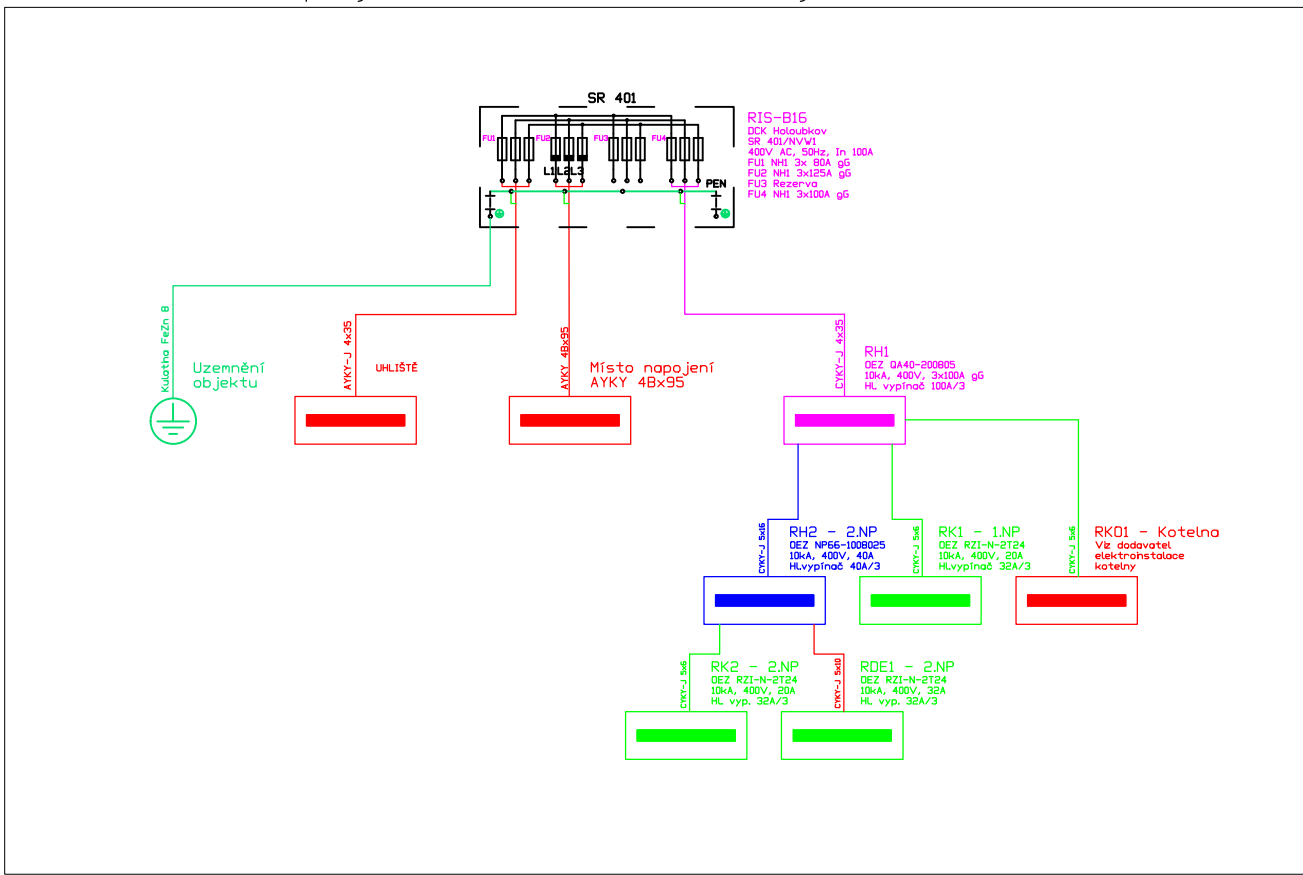 SR 401
FU1
FU2
FU3
FU4
L1 L2 L3
PEN
RIS-B16
DCK Holoubkov
SR 401/NVW1
400V AC, 50Hz, In 100A
FU1 NH1 3x 80A gG
FU2 NH1 3x125A gG
FU3 Rezerva
FU4 NH1 3x100A gG
Kulatina FeZn 8
Uzemnění
objektu
AYKY-J 4x35
UHLIŠTĚ
AYKY 4Bx95
Místo napojení
AYKY 4Bx95
CYKY-J 4x35
RH1
OEZ QA40-200805
10kA, 400V, 3x100A gG
HL. vypínač 100A/3
CYKY-J 5x16
RH2 - 2.NP
OEZ NP66-1008025
10kA, 400V, 40A
HL.vypínač 40A/3
CYKY-J 5x6
RK1 - 1.NP
OEZ RZI-N-2T24
10kA, 400V, 20A
HL.vypínač 32A/3
CYKY-J 5x6
RK01 - Kotelna
Viz dodavatel
elektroinstalace
kotelny
CYKY-J 5x6
RK2 - 2.NP
OEZ RZI-N-2T24
10kA, 400V, 20A
HL. vyp. 32A/3
CYKY-J 5x10
RDE1 - 2.NP
OEZ RZI-N-2T24
10kA, 400V, 32A
HL. vyp. 32A/3